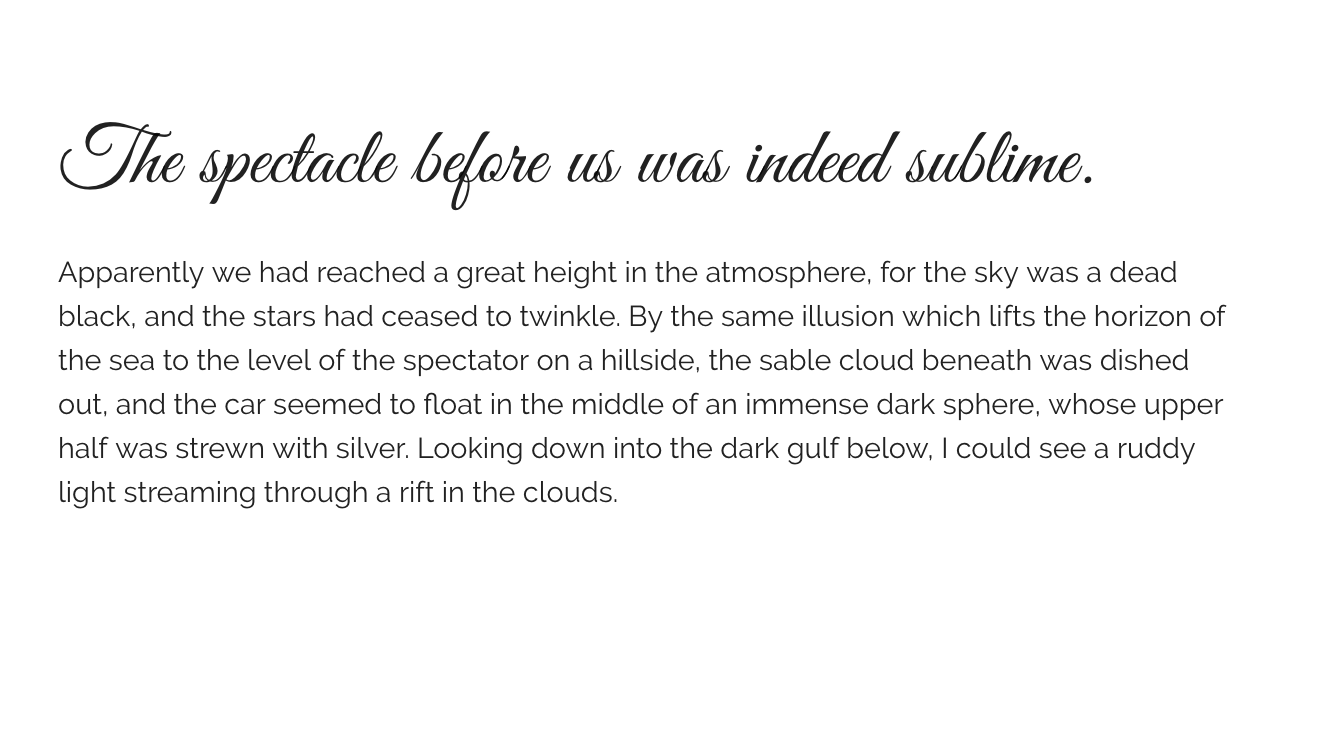 The spectacle before us was indeed sublime.
Apparently we had reached a great height in the atmosphere, for the sky was a dead
black, and the stars had ceased to twinkle. By the same illusion which lifts the horizon of
the sea to the level of the spectator on a hillside, the sable cloud beneath was dished
out, and the car seemed to float in the middle of an immense dark sphere, whose upper
half was strewn with silver. Looking down into the dark gulf below, I could see a ruddy
light streaming through a rift in the clouds.